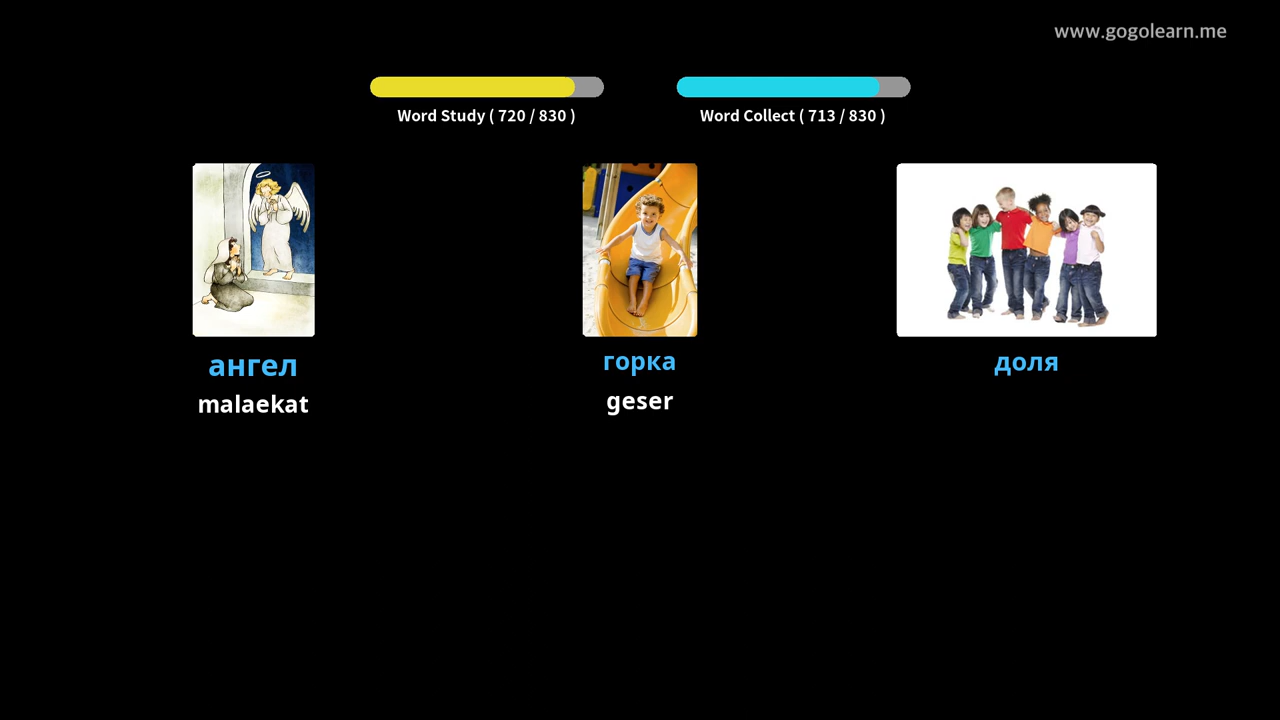 www.gogolearn.me
Word Study ( 720 / 830 )
Word Collect ( 713 / 830 )
ангел
malaekat
горка
geser
доля